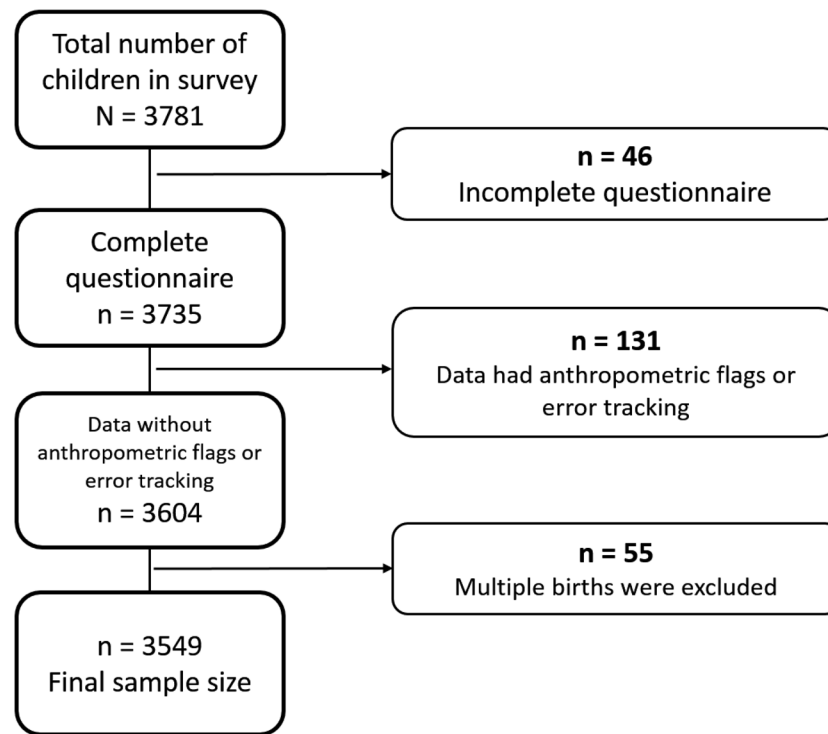 Total number of
children in survey
N = 3781
n = 46
Incomplete questionnaire
Complete
questionnaire
n = 3735
n = 131
Data had anthropometric flags or
error tracking
Data without
anthropometric flags or
error tracking
n = 3604
n = 55
Multiple births were excluded
n = 3549
Final sample size